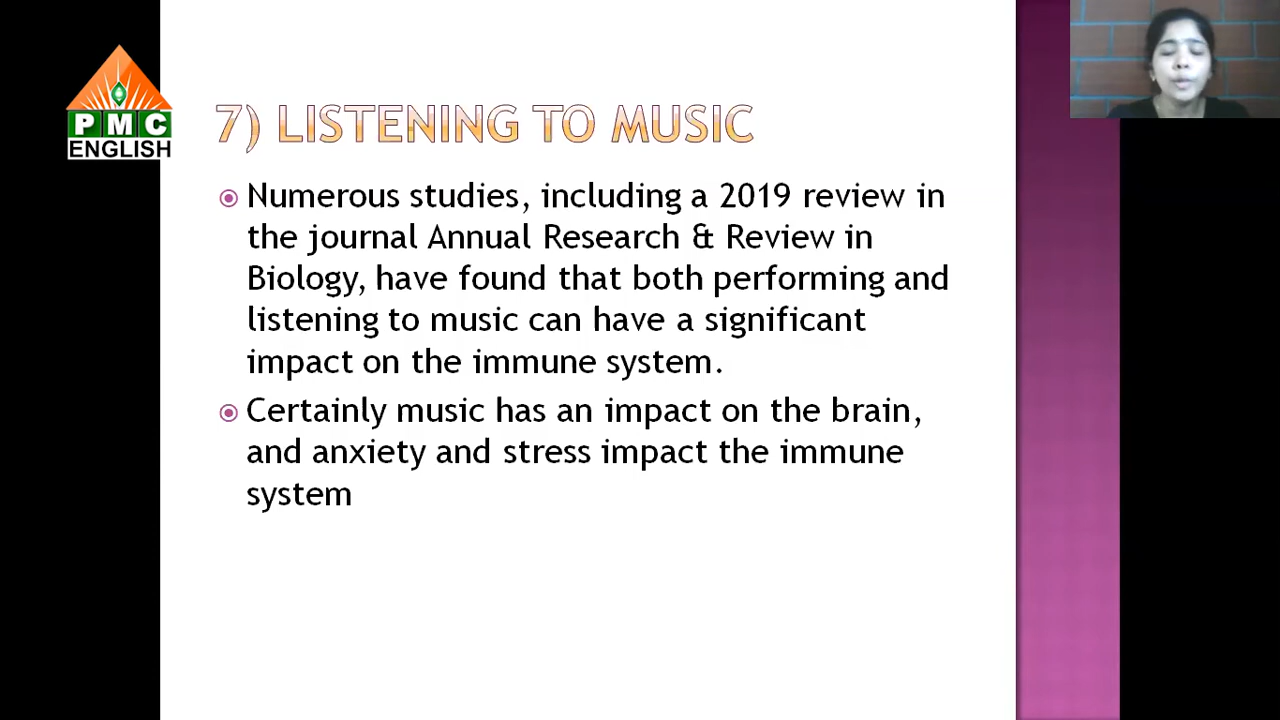 PMC
ENGLISH
7) LISTENING TO MUSIC
Numerous studies, including a 2019 review in
the journal Annual Research & Review in
Biology, have found that both performing and
listening to music can have a significant
impact on the immune system.
Certainly music has an impact on the brain,
and anxiety and stress impact the immune
system